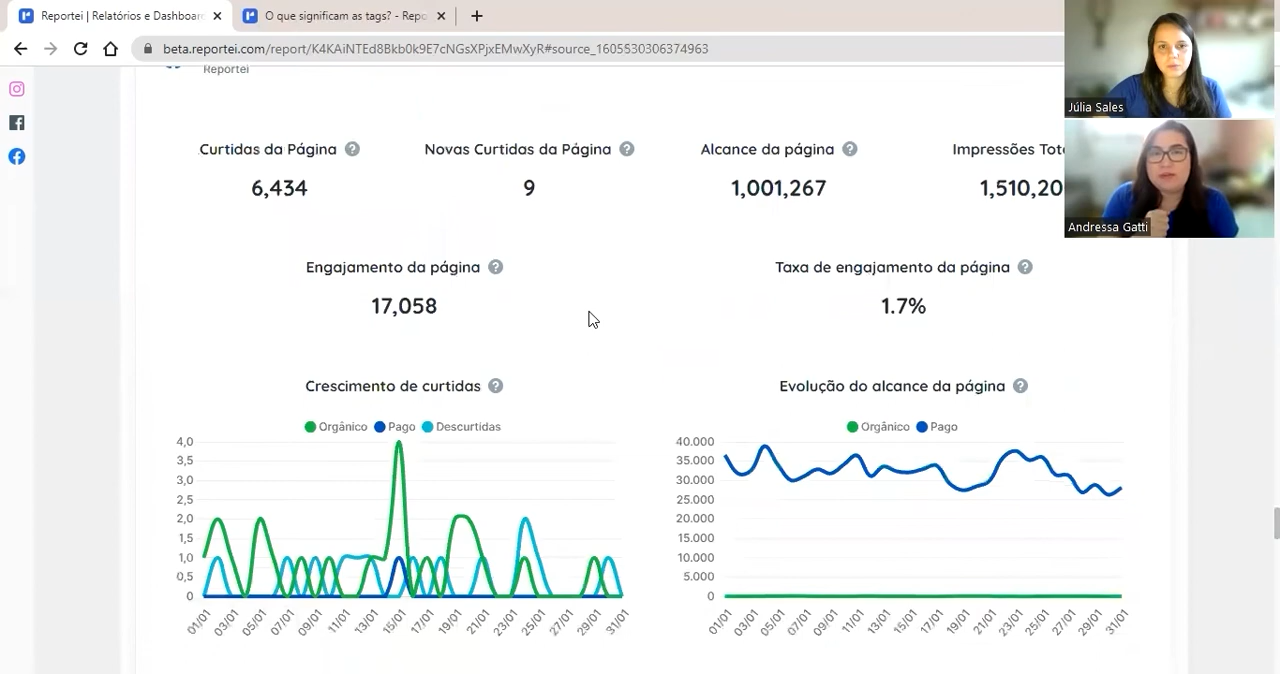 Reportei | Relatórios e Dashboar
O que significam as tags? - Repo
beta.reportei.com/report/K4KAiNTEd8Bkb0k9E7cNGsXPjxEMwXyR#source_1605530306374963
Reportei
Júlia Sales
Andressa Gatti
Curtidas da Página ? Novas Curtidas da Página ? Alcance da página ? Impressões Tot
6,434 9 1,001,267 1,510,20
Engajamento da página ? Taxa de engajamento da página ?
17,058 1.7%
Crescimento de curtidas ?
Orgânico Pago Descurtidas
4,0
3,5
3,0
2,5
2,0
1,5
1,0
0,5
0
01/01 03/01 05/01 07/01 09/01 11/01 13/01 15/01 17/01 19/01 21/01 23/01 25/01 27/01 29/01 31/01
Evolução do alcance da página ?
Orgânico Pago
40.000
35.000
30.000
25.000
20.000
15.000
10.000
5.000
0
01/01 03/01 05/01 07/01 09/01 11/01 13/01 15/01 17/01 19/01 21/01 23/01 25/01 27/01 29/01 31/01